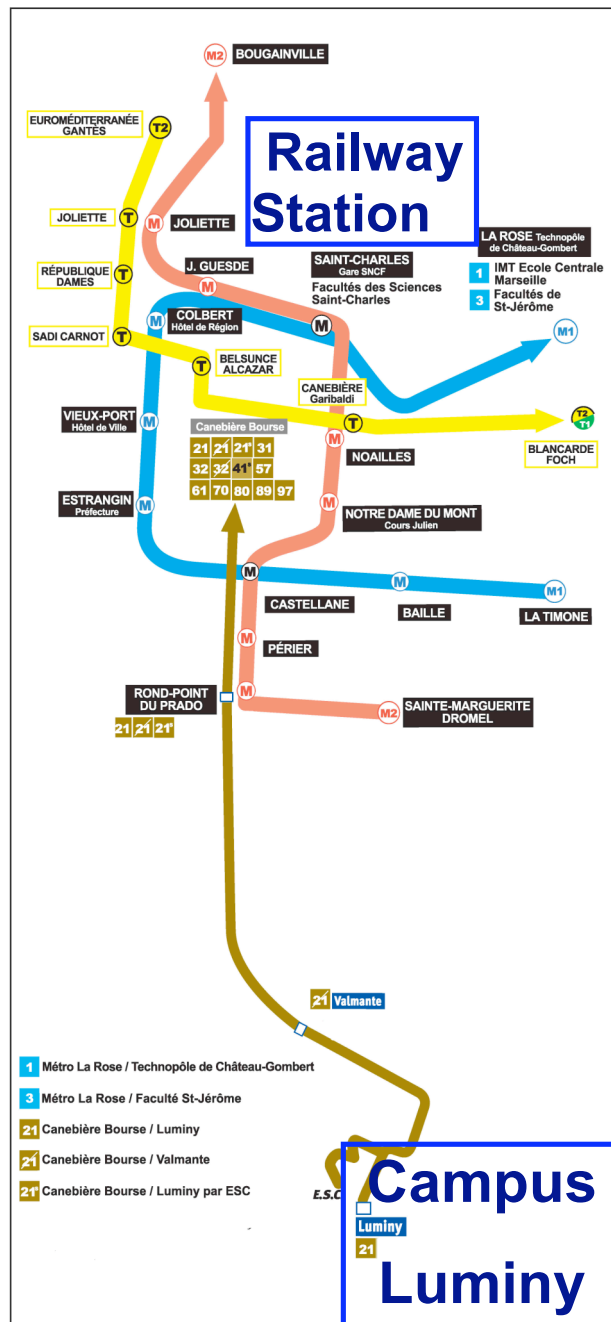 M2 BOUGAINVILLE
EUROMÉDITERRANÉE
GANTÈS
T2
Railway
Station
JOLIETTE
T
M
JOLIETTE
LA ROSE Technopôle
de Château-Gombert
1 IMT Ecole Centrale
Marseille
3 Facultés de
St-Jérôme
J. GUESDE
M
SAINT-CHARLES
Gare SNCF
Facultés des Sciences
Saint-Charles
M
RÉPUBLIQUE
DAMES
T
COLBERT
Hôtel de Région
M
M1
SADI CARNOT
T
BELSUNCE
ALCAZAR
T
CANEBIÈRE
Garibaldi
T
T2
T1
BLANCARDE
FOCH
VIEUX-PORT
Hôtel de Ville
M
Canebière Bourse
21 21 21s 31
32 32 41s 57
61 70 80 89 97
M
NOAILLES
ESTRANGIN
Préfecture
M
M
NOTRE DAME DU MONT
Cours Julien
M
CASTELLANE
M
BAILLE
M1
LA TIMONE
M
PÉRIER
ROND-POINT
DU PRADO
21 21 21s
M
M2
SAINTE-MARGUERITE
DROMEL
21 Valmante
1 Métro La Rose / Technopôle de Château-Gombert
3 Métro La Rose / Faculté St-Jérôme
21 Canebière Bourse / Luminy
21 Canebière Bourse / Valmante
21s Canebière Bourse / Luminy par ESC
E.S.C
Campus
Luminy
Luminy
21